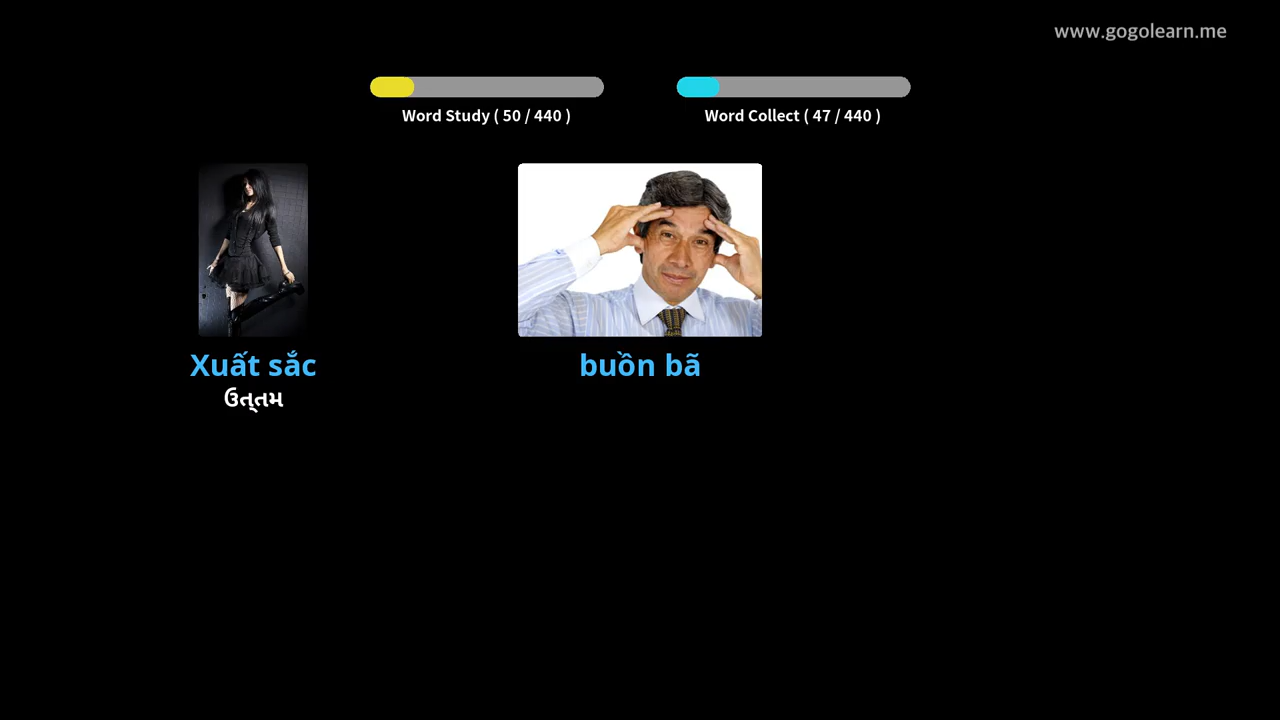 www.gogolearn.me
Word Study ( 50 / 440 )
Word Collect ( 47 / 440 )
Xuất sắc
ઉત્‍તમ
buồn bã